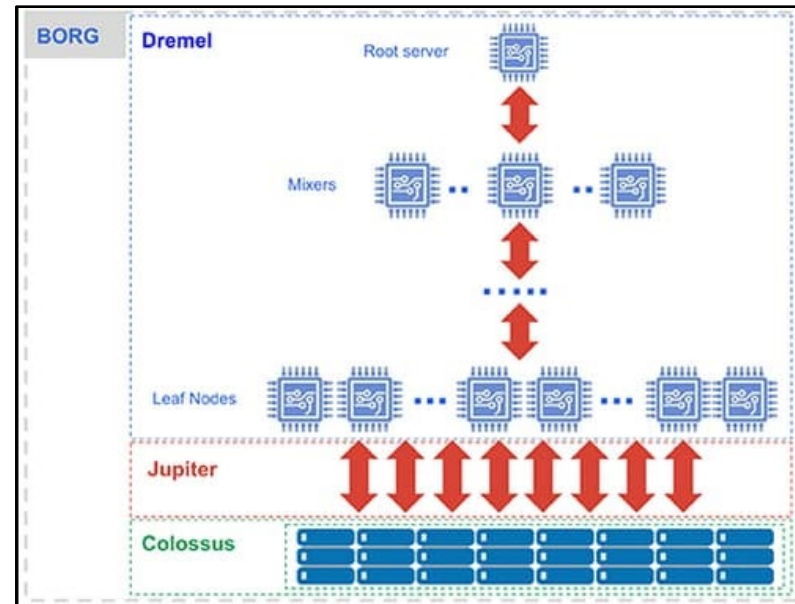 BORG
Dremel
Root server
Mixers
Leaf Nodes
Jupiter
Colossus